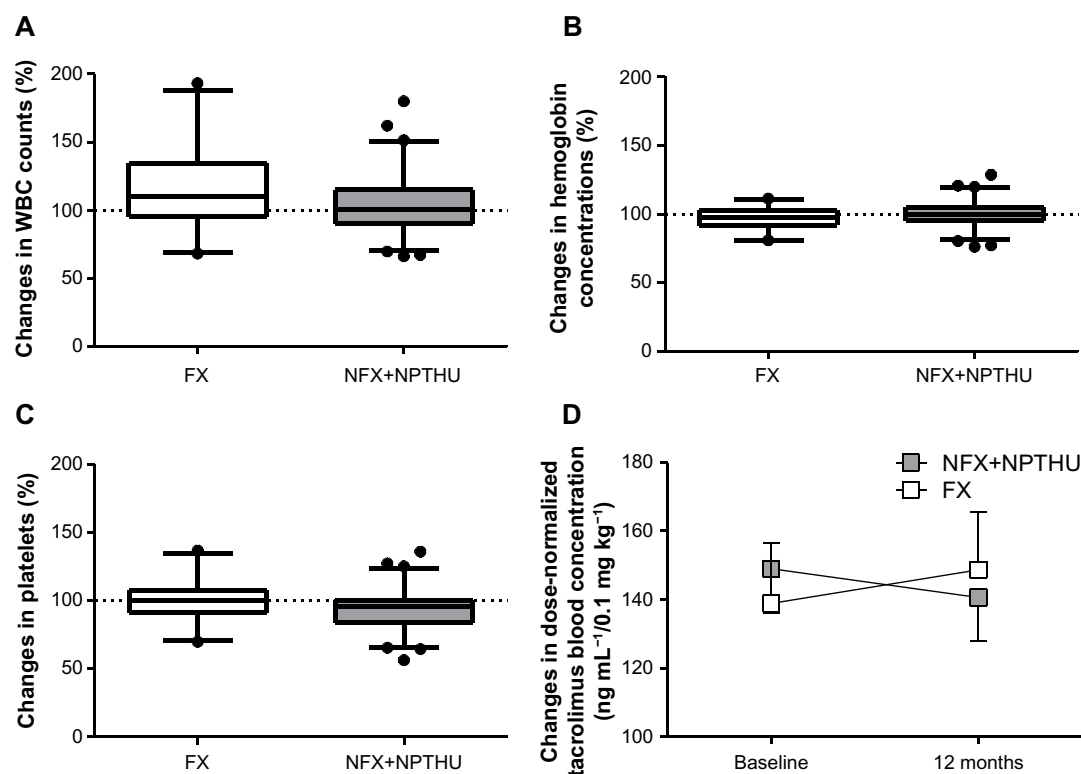 A
Changes in WBC counts (%)
200
150
100
50
0
FX
NFX+NPTHU
B
Changes in hemoglobin
concentrations (%)
200
150
100
50
0
FX
NFX+NPTHU
C
Changes in platelets (%)
200
150
100
50
0
FX
NFX+NPTHU
D
Changes in dose-normalized
tacrolimus blood concentration
(ng mL⁻¹/0.1 mg kg⁻¹)
180
160
140
120
100
NFX+NPTHU
FX
Baseline
12 months